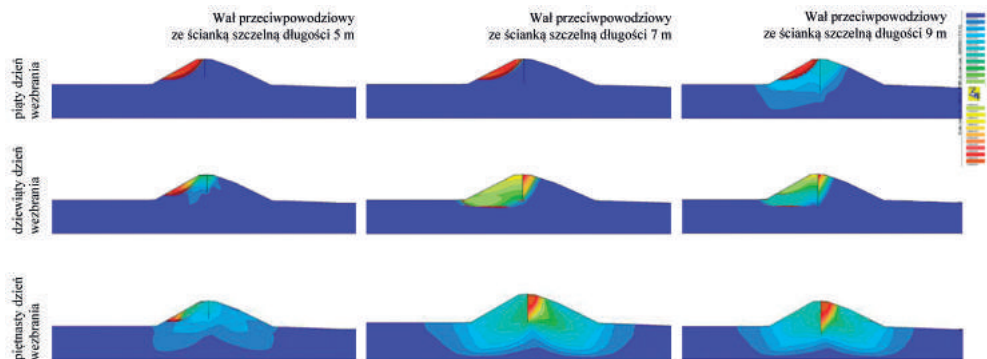 Wał przeciwpowodziowy
ze ścianką szczelną długości 5 m
Wał przeciwpowodziowy
ze ścianką szczelną długości 7 m
Wał przeciwpowodziowy
ze ścianką szczelną długości 9 m
piąty dzień
wezbrania
dziewiąty dzień
wezbrania
piętnasty dzień
wezbrania